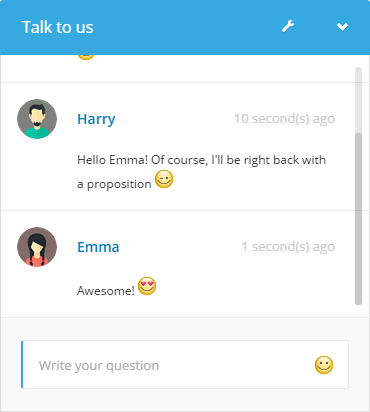 Talk to us
Harry 10 second(s) ago
Hello Emma! Of course, I'll be right back with
a proposition
Emma 1 second(s) ago
Awesome!
Write your question